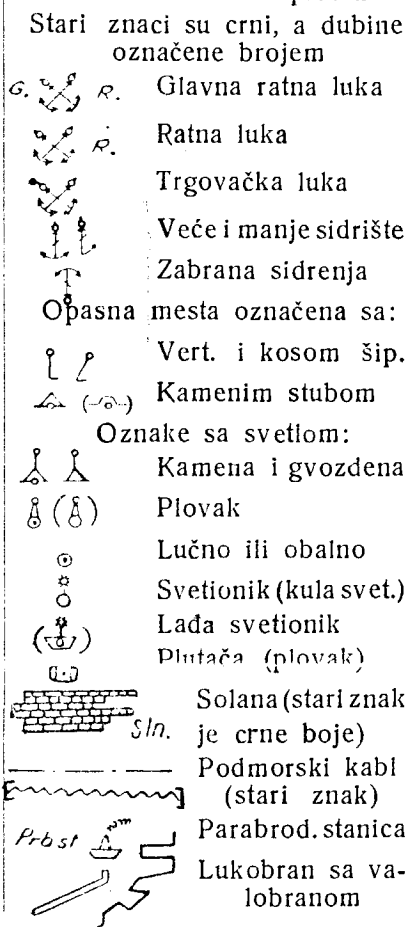 Stari znaci su crni, a dubine
označene brojem
G. R. Glavna ratna luka
R. Ratna luka
Trgovačka luka
Veće i manje sidrište
Zabrana sidrenja
Opasna mesta označena sa:
Vert. i kosom šip.
Kamenim stubom
Oznake sa svetlom:
Kamena i gvozdena
Plovak
Lučno ili obalno
Svetionik (kula svet.)
Lađa svetionik
Plutača (plovak)
Solana (stari znak
Sln. je crne boje)
Podmorski kabl
(stari znak)
Prbst Parabrod. stanica
Lukobran sa va-
lobranom